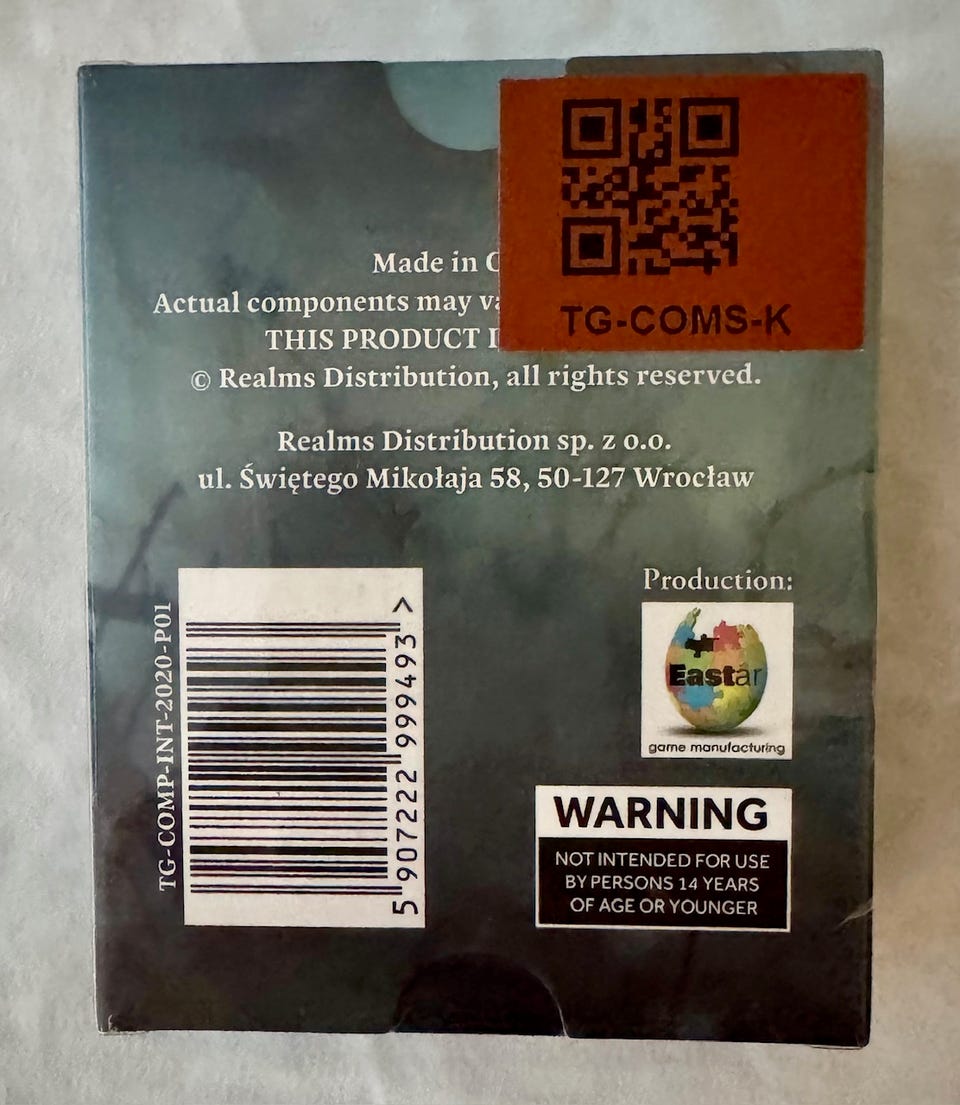 Made in C
Actual components may va
THIS PRODUCT I
© Realms Distribution, all rights reserved.
TG-COMS-K
Realms Distribution sp. z o.o.
ul. Świętego Mikołaja 58, 50-127 Wrocław
TG-COMP-INT-2020-P01
5 907222 999493 >
Production:
Eastar
game manufacturing
WARNING
NOT INTENDED FOR USE
BY PERSONS 14 YEARS
OF AGE OR YOUNGER